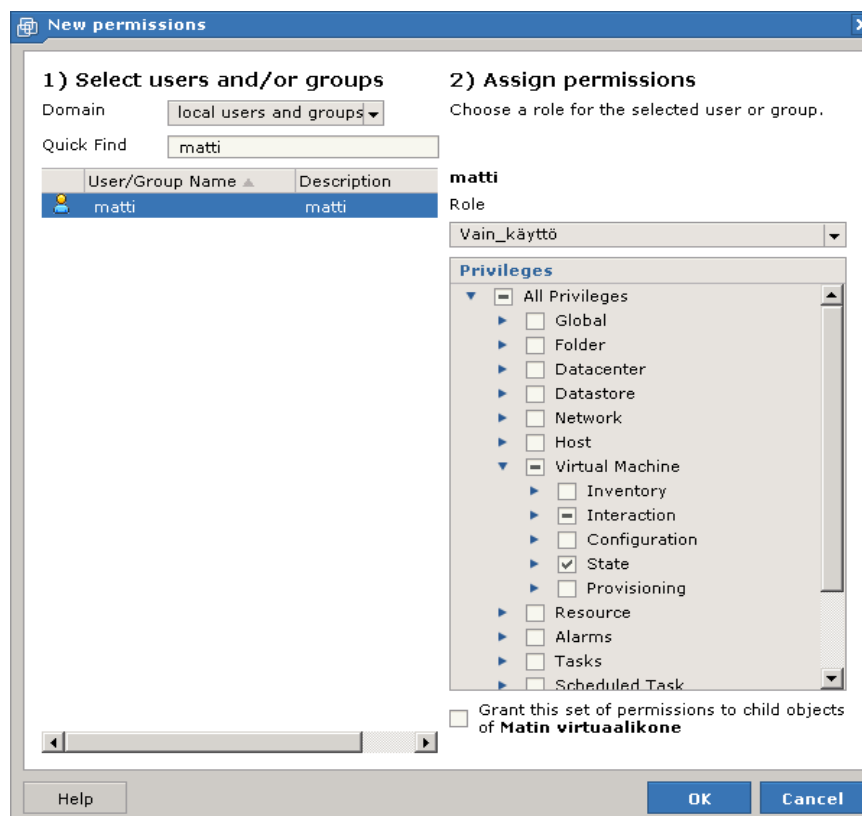 New permissions
1) Select users and/or groups
Domain
local users and groups
Quick Find
matti
User/Group Name
Description
matti
matti
2) Assign permissions
Choose a role for the selected user or group.
matti
Role
Vain_käyttö
Privileges
All Privileges
Global
Folder
Datacenter
Datastore
Network
Host
Virtual Machine
Inventory
Interaction
Configuration
State
Provisioning
Resource
Alarms
Tasks
Scheduled Task
Grant this set of permissions to child objects
of Matin virtuaalikone
Help
OK
Cancel